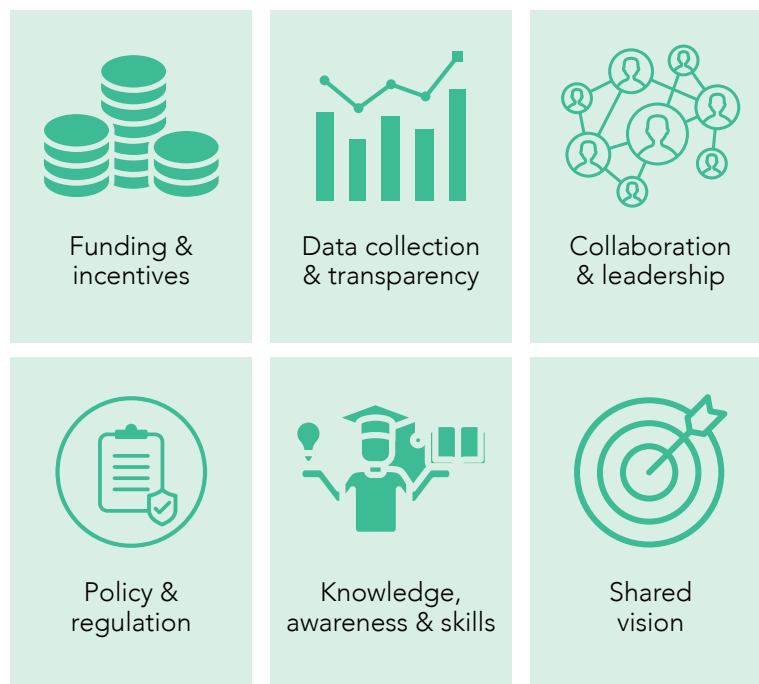 Funding &
incentives
Data collection
& transparency
Collaboration
& leadership
Policy &
regulation
Knowledge,
awareness & skills
Shared
vision